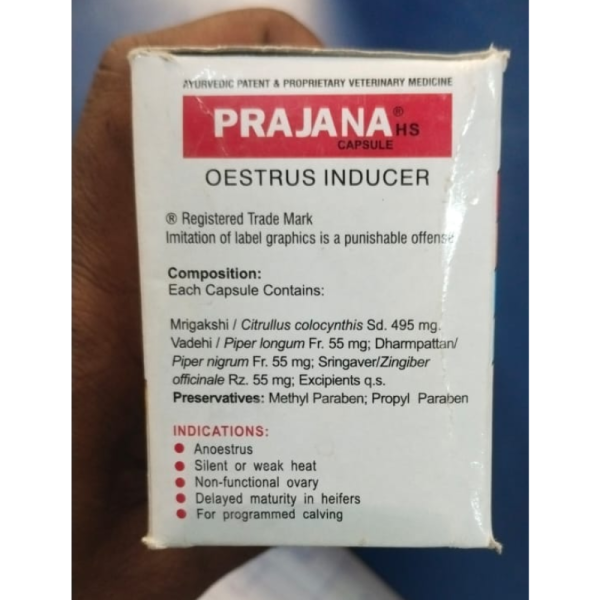 AYURVEDIC PATENT & PROPRIETARY VETERINARY MEDICINE
PRAJANA® HS
CAPSULE
OESTRUS INDUCER
® Registered Trade Mark
Imitation of label graphics is a punishable offense
Composition:
Each Capsule Contains:
Mrigakshi / Citrullus colocynthis Sd. 495 mg.
Vadehi / Piper longum Fr. 55 mg; Dharmpattan/
Piper nigrum Fr. 55 mg; Sringaver/Zingiber
officinale Rz. 55 mg; Excipients q.s.
Preservatives: Methyl Paraben; Propyl Paraben
INDICATIONS:
● Anoestrus
● Silent or weak heat
● Non-functional ovary
● Delayed maturity in heifers
● For programmed calving